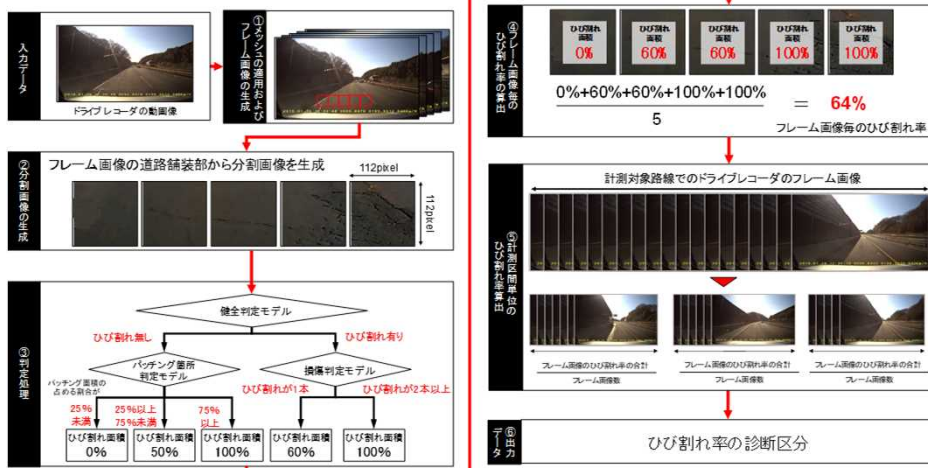 入力データ
ドライブレコーダの動画像
①メッシュの適用および
フレーム画像の生成
②分割画像の生成
フレーム画像の道路舗装部から分割画像を生成
112pixel
112pixel
③判定処理
健全判定モデル
ひび割れ無し
ひび割れ有り
パッチング箇所
判定モデル
損傷判定モデル
パッチング面積の
占める割合が
ひび割れが1本
ひび割れが2本以上
25%
未満
25%以上
75%未満
75%
以上
ひび割れ面積
0%
ひび割れ面積
50%
ひび割れ面積
100%
ひび割れ面積
60%
ひび割れ面積
100%
④フレーム画像毎の
ひび割れ率の算出
ひび割れ
面積
0%
ひび割れ
面積
60%
ひび割れ
面積
60%
ひび割れ
面積
100%
ひび割れ
面積
100%
0%+60%+60%+100%+100%
5
= 64%
フレーム画像毎のひび割れ率
⑤計測区間単位の
ひび割れ率算出
計測対象路線でのドライブレコーダのフレーム画像
フレーム画像のひび割れ率の合計
フレーム画像数
フレーム画像のひび割れ率の合計
フレーム画像数
フレーム画像のひび割れ率の合計
フレーム画像数
⑥出力
データ
ひび割れ率の診断区分